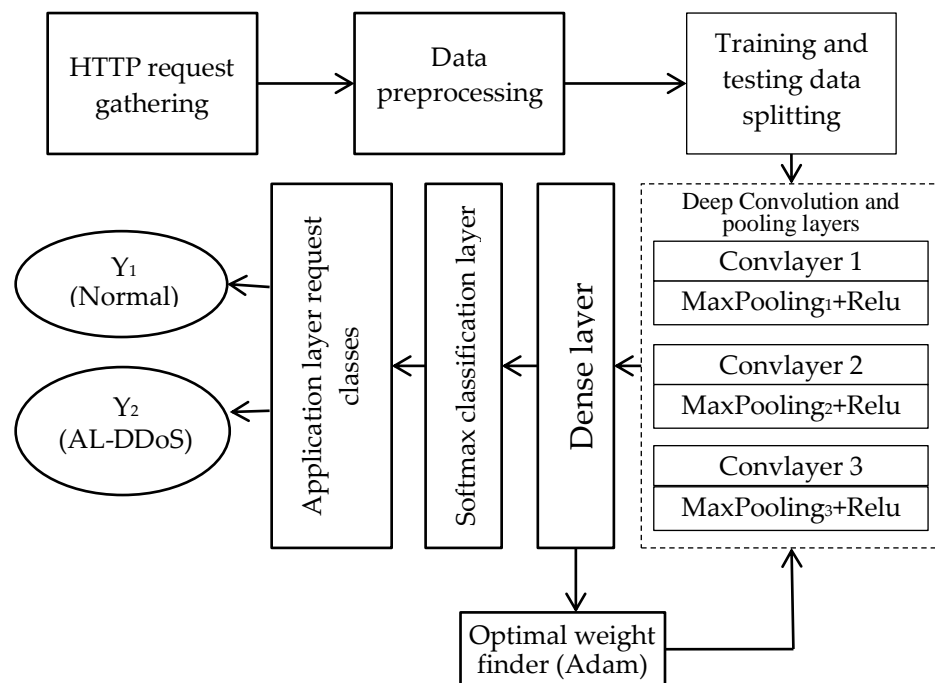 HTTP request
gathering
Data
preprocessing
Training and
testing data
splitting
Deep Convolution and
pooling layers
Convlayer 1
MaxPooling₁+Relu
Convlayer 2
MaxPooling₂+Relu
Convlayer 3
MaxPooling₃+Relu
Dense layer
Softmax classification layer
Application layer request
classes
Y₁
(Normal)
Y₂
(AL-DDoS)
Optimal weight
finder (Adam)